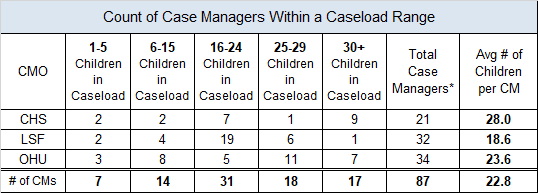 Count of Case Managers Within a Caseload Range
CMO 1-5 Children in Caseload 6-15 Children in Caseload 16-24 Children in Caseload 25-29 Children in Caseload 30+ Children in Caseload Total Case Managers* Avg # of Children per CM
CHS 2 2 7 1 9 21 28.0
LSF 2 4 19 6 1 32 18.6
OHU 3 8 5 11 7 34 23.6
# of CMs 7 14 31 18 17 87 22.8